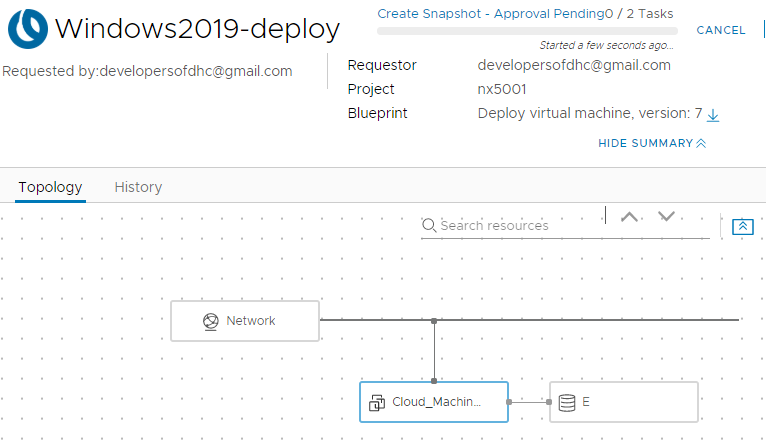 Windows2019-deploy
Create Snapshot - Approval Pending0 / 2 Tasks
CANCEL
Started a few seconds ago...
Requested by:developersofdhc@gmail.com
Requestor developersofdhc@gmail.com
Project nx5001
Blueprint Deploy virtual machine, version: 7
HIDE SUMMARY
Topology History
Search resources
Network
Cloud_Machin...
E